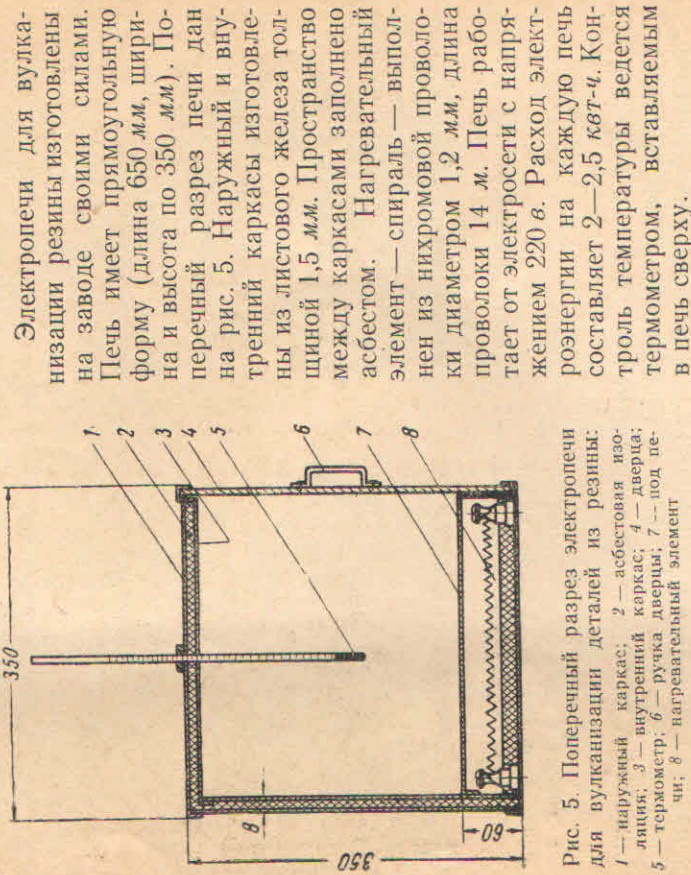 Электропечи для вулка-
низации резины изготовлены
на заводе своими силами.
Печь имеет прямоугольную
форму (длина 650 мм, шири-
на и высота по 350 мм). По-
перечный разрез печи дан
на рис. 5. Наружный и вну-
тренний каркасы изготовле-
ны из листового железа тол-
щиной 1,5 мм. Пространство
между каркасами заполнено
асбестом. Нагревательный
элемент — спираль — выпол-
нен из нихромовой проволо-
ки диаметром 1,2 мм, длина
проволоки 14 м. Печь рабо-
тает от электросети с напря-
жением 220 в. Расход элект-
роэнергии на каждую печь
составляет 2—2,5 квт-ч. Кон-
троль температуры ведется
термометром, вставляемым
в печь сверху.
350
1
2
3
4
5
6
7
8
8
60
350
Рис. 5. Поперечный разрез электропечи
для вулканизации деталей из резины:
1 — наружный каркас; 2 — асбестовая изо-
ляция; 3 — внутренний каркас; 4 — дверца;
5 — термометр; 6 — ручка дверцы; 7 — под пе-
чи; 8 — нагревательный элемент